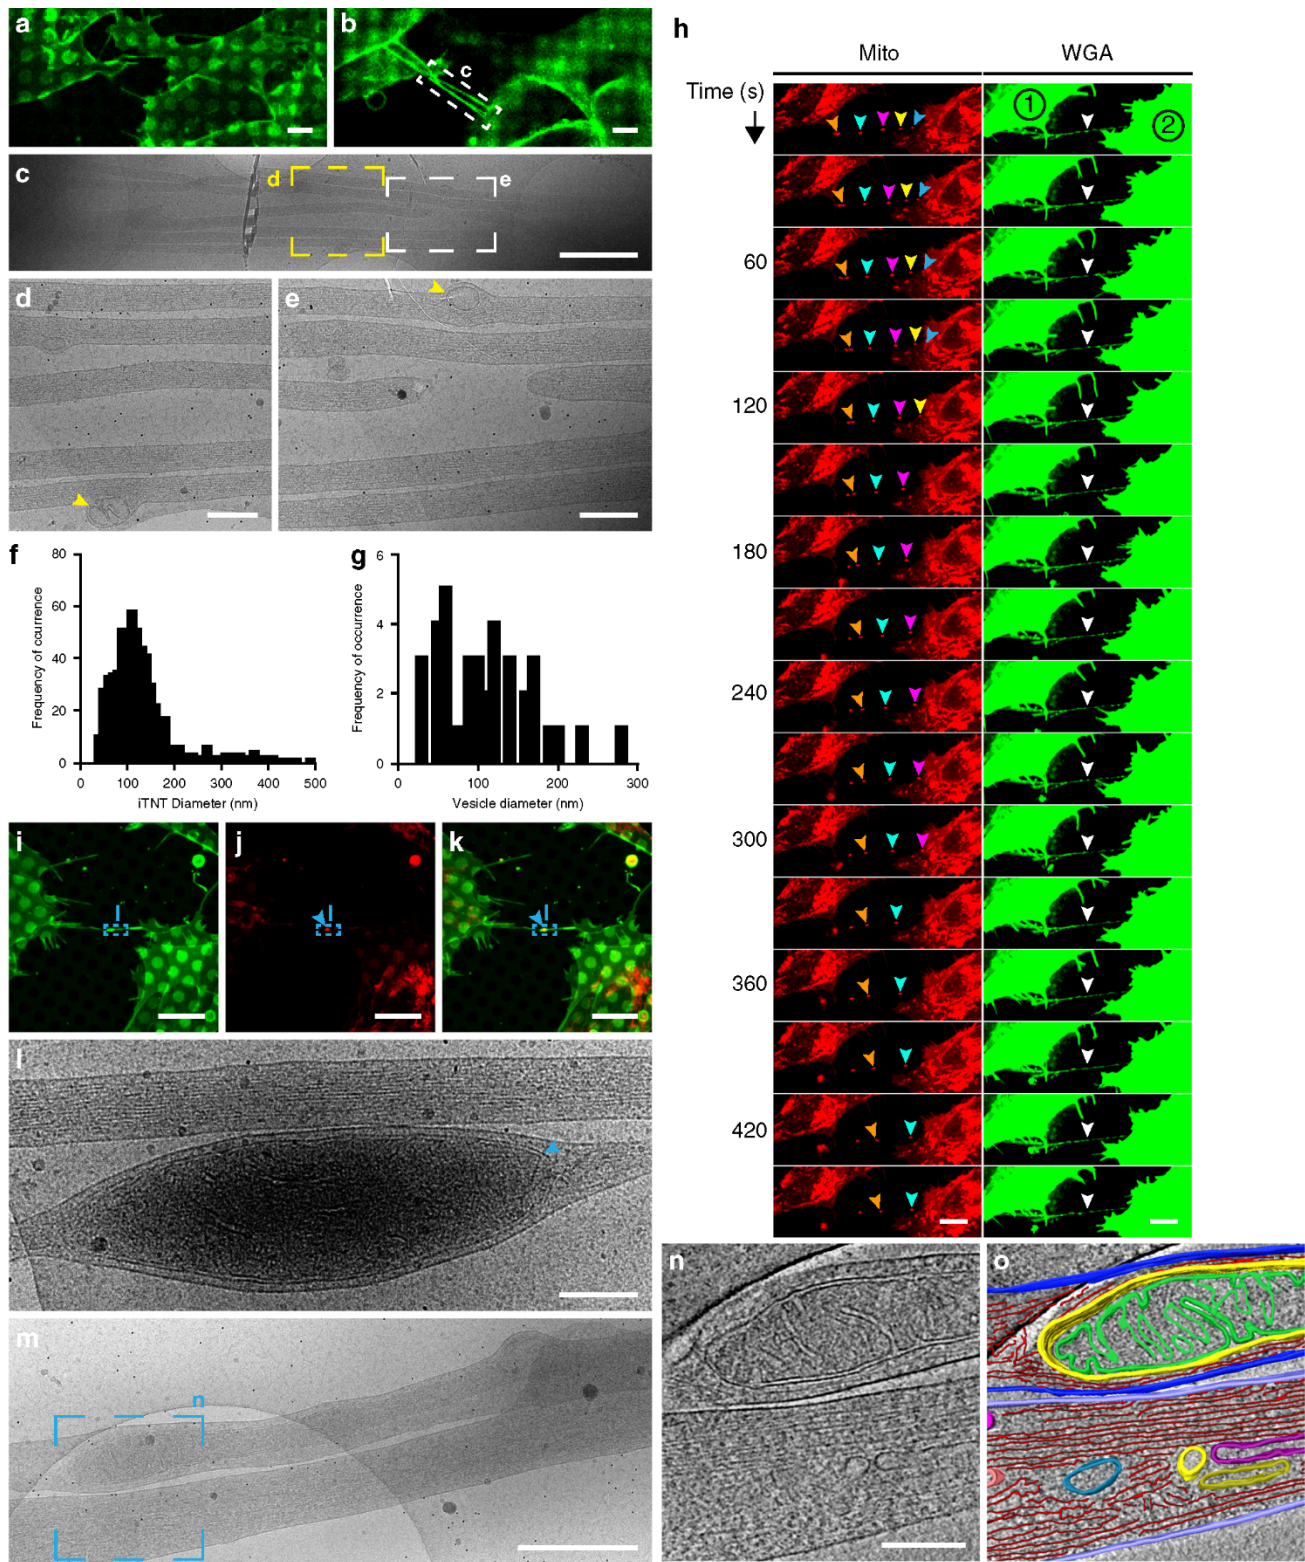 a
b
c
c
d
e
d
e
f
80
60
40
20
0
Frequency of ocurrence
0
100
200
300
400
500
iTNT Diameter (nm)
g
6
4
2
0
Frequency of occurrence
0
100
200
300
Vesicle diameter (nm)
h
Mito
WGA
Time (s)
1
2
60
120
180
240
300
360
420
i
l
j
l
k
l
l
m
n
n
o